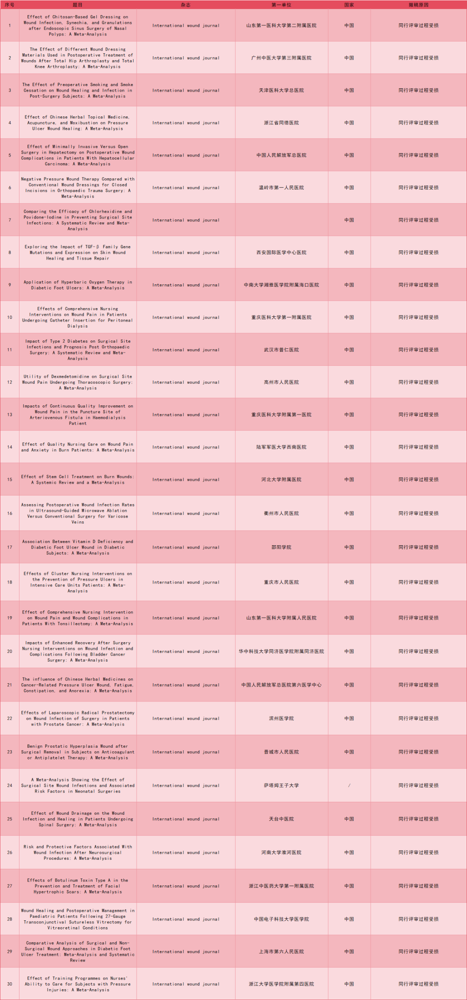 序号 题目 杂志 第一单位 国家 撤稿原因
Effect of Chitosan-Based Gel Dressing on
Wound Infection, Synechia, and Granulations
after Endoscopic Sinus Surgery of Nasal
Polyps: A Meta-Analysis
1 International wound journal 山东第一医科大学第二附属医院 中国 同行评审过程受损
The Effect of Different Wound Dressing
Materials Used in Postoperative Treatment of
Wounds After Total Hip Arthroplasty and Total
Knee Arthroplasty: A Meta-Analysis
2 International wound journal 广州中医大学第三附属医院 中国 同行评审过程受损
The Effect of Preoperative Smoking and Smoke
Cessation on Wound Healing and Infection in
Post-Surgery Subjects: A Meta-Analysis
3 International wound journal 天津医科大学总医院 中国 同行评审过程受损
Effect of Chinese Herbal Topical Medicine,
Acupuncture, and Moxibustion on Pressure
Ulcer Wound Healing: A Meta-Analysis
4 International wound journal 浙江省同德医院 中国 同行评审过程受损
Effect of Minimally Invasive Versus Open
Surgery in Hepatectomy on Postoperative Wound
Complications in Patients With Hepatocellular
Carcinoma: A Meta-Analysis
5 International wound journal 中国人民解放军总医院 中国 同行评审过程受损
Negative Pressure Wound Therapy Compared with
Conventional Wound Dressings for Closed
Incisions in Orthopaedic Trauma Surgery: A
Meta-Analysis
6 International wound journal 温岭市第一人民医院 中国 同行评审过程受损
Comparing the Efficacy of Chlorhexidine and
Povidone-Iodine in Preventing Surgical Site
Infections: A Systematic Review and Meta-
Analysis
7 International wound journal 中国 同行评审过程受损
Exploring the Impact of TGF-β Family Gene
Mutations and Expression on Skin Wound
Healing and Tissue Repair
8 International wound journal 西安国际医学中心医院 中国 同行评审过程受损
Application of Hyperbaric Oxygen Therapy in
Diabetic Foot Ulcers: A Meta-Analysis
9 International wound journal 中南大学湘雅医学院附属海口医院 中国 同行评审过程受损
Effects of Comprehensive Nursing
Interventions on Wound Pain in Patients
Undergoing Catheter Insertion for Peritoneal
Dialysis
10 International wound journal 重庆医科大学第一附属医院 中国 同行评审过程受损
Impact of Type 2 Diabetes on Surgical Site
Infections and Prognosis Post Orthopaedic
Surgery: A Systematic Review and Meta-
Analysis
11 International wound journal 武汉市普仁医院 中国 同行评审过程受损
Utility of Dexmedetomidine on Surgical Site
Wound Pain Undergoing Thoracoscopic Surgery:
A Meta-Analysis
12 International wound journal 高州市人民医院 中国 同行评审过程受损
Impacts of Continuous Quality Improvement on
Wound Pain in the Puncture Site of
Arteriovenous Fistula in Haemodialysis
Patient
13 International wound journal 重庆医科大学附属第一医院 中国 同行评审过程受损
Effect of Quality Nursing Care on Wound Pain
and Anxiety in Burn Patients: A Meta-Analysis
14 International wound journal 陆军军医大学西南医院 中国 同行评审过程受损
Effect of Stem Cell Treatment on Burn Wounds:
A Systemic Review and a Meta-Analysis
15 International wound journal 河北大学附属医院 中国 同行评审过程受损
Assessing Postoperative Wound Infection Rates
in Ultrasound-Guided Microwave Ablation
Versus Conventional Surgery for Varicose
Veins
16 International wound journal 衢州市人民医院 中国 同行评审过程受损
Association Between Vitamin D Deficiency and
Diabetic Foot Ulcer Wound in Diabetic
Subjects: A Meta-Analysis
17 International wound journal 邵阳学院 中国 同行评审过程受损
Effects of Cluster Nursing Interventions on
the Prevention of Pressure Ulcers in
Intensive Care Units Patients: A Meta-
Analysis
18 International wound journal 重庆市人民医院 中国 同行评审过程受损
Effect of Comprehensive Nursing Intervention
on Wound Pain and Wound Complications in
Patients With Tonsillectomy: A Meta-Analysis
19 International wound journal 山东第一医科大学附属人民医院 中国 同行评审过程受损
Impacts of Enhanced Recovery After Surgery
Nursing Interventions on Wound Infection and
Complications Following Bladder Cancer
Surgery: A Meta-Analysis
20 International wound journal 华中科技大学同济医学院附属同济医院 中国 同行评审过程受损
The influence of Chinese Herbal Medicines on
Cancer-Related Pressure Ulcer Wound, Fatigue,
Constipation, and Anorexia: A Meta-Analysis
21 International wound journal 中国人民解放军总医院第六医学中心 中国 同行评审过程受损
Effects of Laparoscopic Radical Prostatectomy
on Wound Infection of Surgery in Patients
with Prostate Cancer: A Meta-Analysis
22 International wound journal 滨州医学院 中国 同行评审过程受损
Benign Prostatic Hyperplasia Wound after
Surgical Removal in Subjects on Anticoagulant
or Antiplatelet Therapy: A Meta-Analysis
23 International wound journal 晋城市人民医院 中国 同行评审过程受损
A Meta-Analysis Showing the Effect of
Surgical Site Wound Infections and Associated
Risk Factors in Neonatal Surgeries
24 International wound journal 萨塔姆王子大学 / 同行评审过程受损
Effect of Wound Drainage on the Wound
Infection and Healing in Patients Undergoing
Spinal Surgery: A Meta-Analysis
25 International wound journal 天台中医院 中国 同行评审过程受损
Risk and Protective Factors Associated With
Wound Infection After Neurosurgical
Procedures: A Meta-Analysis
26 International wound journal 河南大学淮河医院 中国 同行评审过程受损
Effects of Botulinum Toxin Type A in the
Prevention and Treatment of Facial
Hypertrophic Scars: A Meta-Analysis
27 International wound journal 浙江中医药大学第一附属医院 中国 同行评审过程受损
Wound Healing and Postoperative Management in
Paediatric Patients Following 27-Gauge
Transconjunctival Sutureless Vitrectomy for
Vitreoretinal Conditions
28 International wound journal 中国电子科技大学医学院 中国 同行评审过程受损
Comparative Analysis of Surgical and Non-
Surgical Wound Approaches in Diabetic Foot
Ulcer Treatment: Meta-Analysis and Systematic
Review
29 International wound journal 上海市第六人民医院 中国 同行评审过程受损
Effect of Training Programmes on Nurses'
Ability to Care for Subjects with Pressure
Injuries: A Meta-Analysis
30 International wound journal 浙江大学医学院附属第四医院 中国 同行评审过程受损